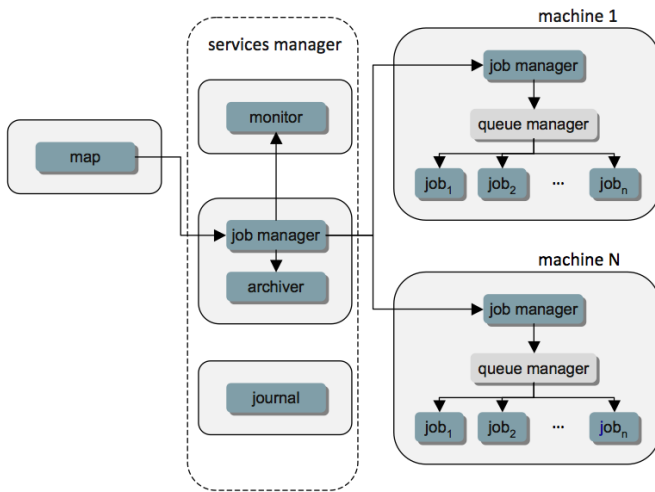 services manager
monitor
map
job manager
archiver
journal
machine 1
job manager
queue manager
job₁ job₂ ... jobₙ
machine N
job manager
queue manager
job₁ job₂ ... jobₙ